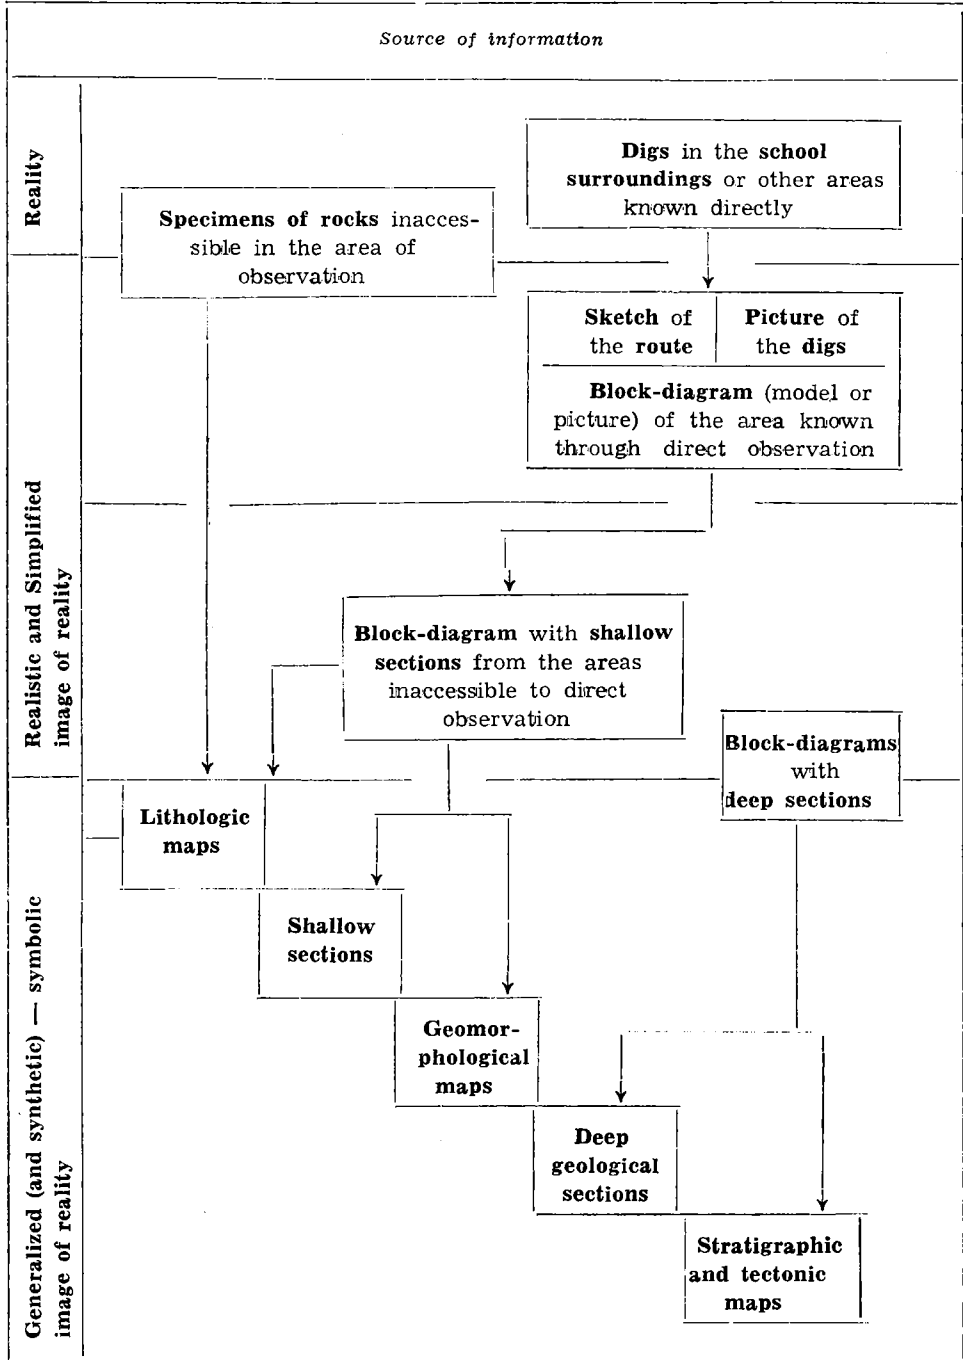 Source of information
Reality
Digs in the school
surroundings or other areas
known directly
Specimens of rocks inacces-
sible in the area of
observation
Sketch of
the route
Picture of
the digs
Block-diagram (model or
picture) of the area known
through direct observation
Realistic and Simplified
image of reality
Block-diagram with shallow
sections from the areas
inaccessible to direct
observation
Block-diagrams
with
deep sections
Generalized (and synthetic) — symbolic
image of reality
Lithologic
maps
Shallow
sections
Geomor-
phological
maps
Deep
geological
sections
Stratigraphic
and tectonic
maps